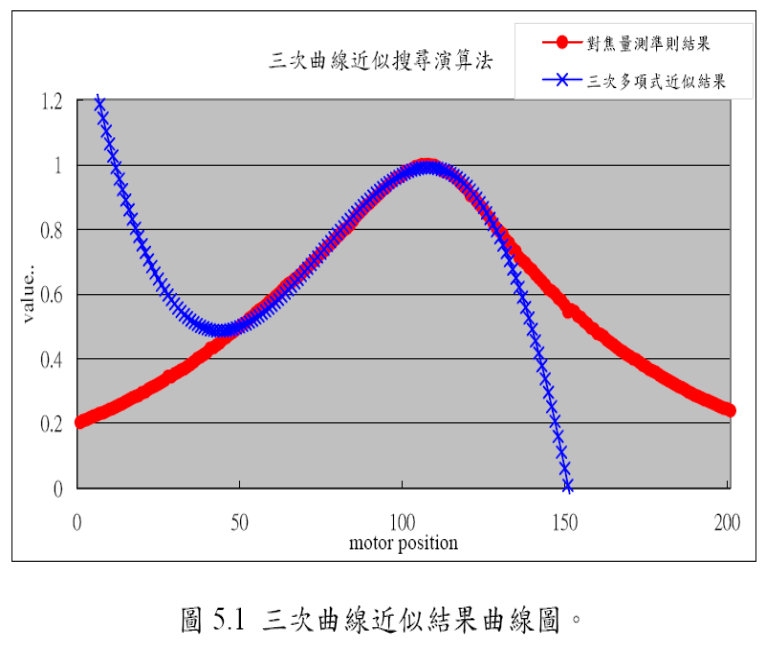 對焦量測準則結果
三次多項式近似結果
三次曲線近似搜尋演算法
1.2
1
0.8
0.6
0.4
0.2
0
value..
0 50 100 150 200
motor position
圖 5.1 三次曲線近似結果曲線圖。